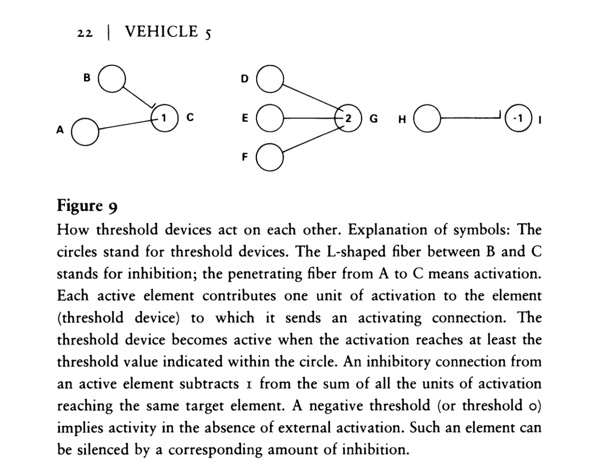 22 | VEHICLE 5
B
D
A
1
C
E
2
G
H
-1
I
F
Figure 9
How threshold devices act on each other. Explanation of symbols: The
circles stand for threshold devices. The L-shaped fiber between B and C
stands for inhibition; the penetrating fiber from A to C means activation.
Each active element contributes one unit of activation to the element
(threshold device) to which it sends an activating connection. The
threshold device becomes active when the activation reaches at least the
threshold value indicated within the circle. An inhibitory connection from
an active element subtracts 1 from the sum of all the units of activation
reaching the same target element. A negative threshold (or threshold 0)
implies activity in the absence of external activation. Such an element can
be silenced by a corresponding amount of inhibition.